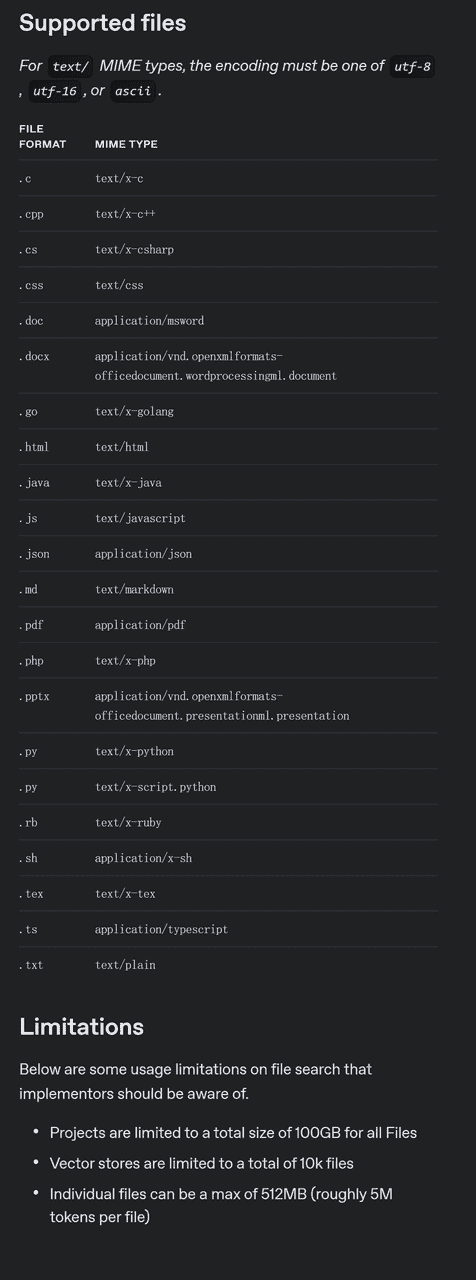 Supported files
For text/ MIME types, the encoding must be one of utf-8
, utf-16, or ascii.
FILE
FORMAT MIME TYPE
.c text/x-c
.cpp text/x-c++
.cs text/x-csharp
.css text/css
.doc application/msword
.docx application/vnd.openxmlformats-
officedocument.wordprocessingml.document
.go text/x-golang
.html text/html
.java text/x-java
.js text/javascript
.json application/json
.md text/markdown
.pdf application/pdf
.php text/x-php
.pptx application/vnd.openxmlformats-
officedocument.presentationml.presentation
.py text/x-python
.py text/x-script.python
.rb text/x-ruby
.sh application/x-sh
.tex text/x-tex
.ts application/typescript
.txt text/plain
Limitations
Below are some usage limitations on file search that
implementors should be aware of.
• Projects are limited to a total size of 100GB for all Files
• Vector stores are limited to a total of 10k files
• Individual files can be a max of 512MB (roughly 5M
tokens per file)